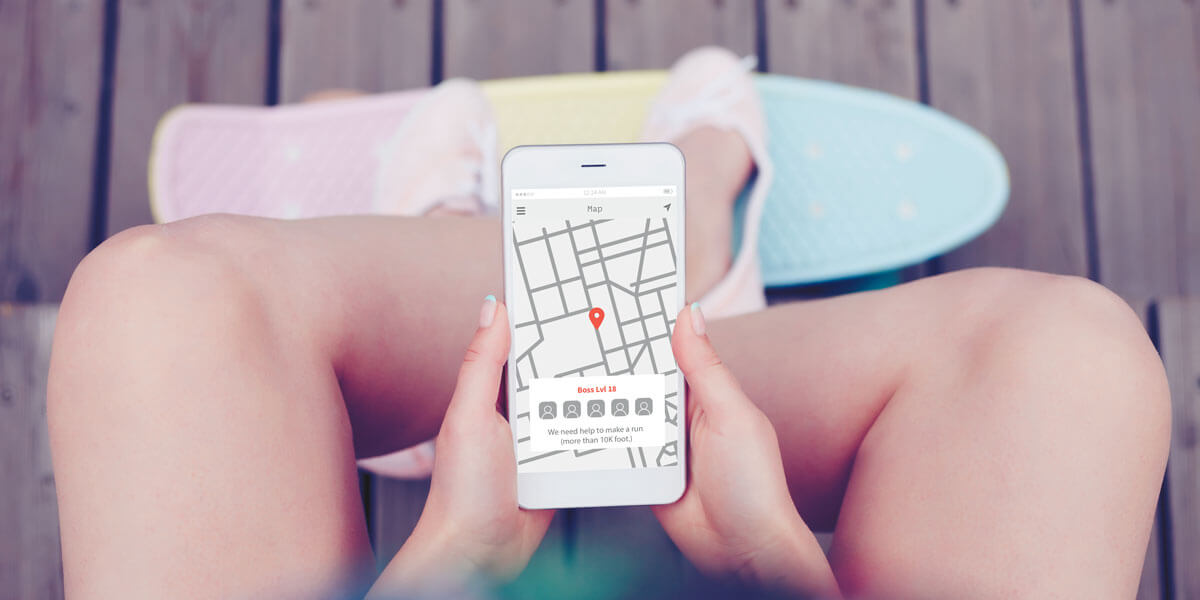 12:24 AM
Map
Boss Lvl 18
We need help to make a run
(more than 10K foot.)